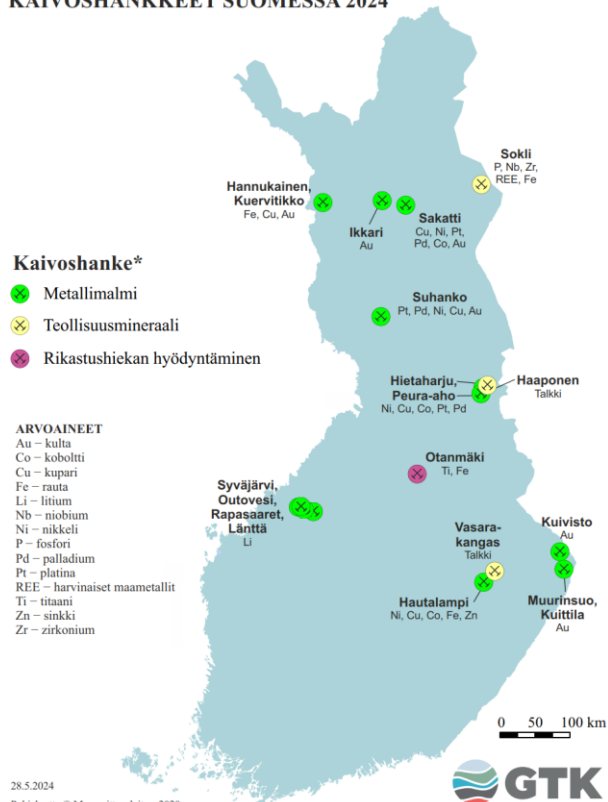 KAIVOSHANKKEET SUOMESSA 2024
Sokli
P, Nb, Zr,
REE, Fe
Hannukainen,
Kuervitikko
Fe, Cu, Au
Ikkari
Au
Sakatti
Cu, Ni, Pt,
Pd, Co, Au
Kaivoshanke*
Metallimalmi
Teollisuusmineraali
Rikastushiekan hyödyntäminen
Suhanko
Pt, Pd, Ni, Cu, Au
Hietaharju,
Peura-aho
Ni, Cu, Co, Pt, Pd
Haaponen
Talkki
ARVOAINEET
Au – kulta
Co – koboltti
Cu – kupari
Fe – rauta
Li – litium
Nb – niobium
Ni – nikkeli
P – fosfori
Pd – palladium
Pt – platina
REE – harvinaiset maametallit
Ti – titaani
Zn – sinkki
Zr – zirkonium
Otanmäki
Ti, Fe
Syväjärvi,
Outovesi,
Rapasaaret,
Länttä
Li
Vasara-
kangas
Talkki
Kuivisto
Au
Hautalampi
Ni, Cu, Co, Fe, Zn
Muurinsuo,
Kuittila
Au
0 50 100 km
28.5.2024
GTK